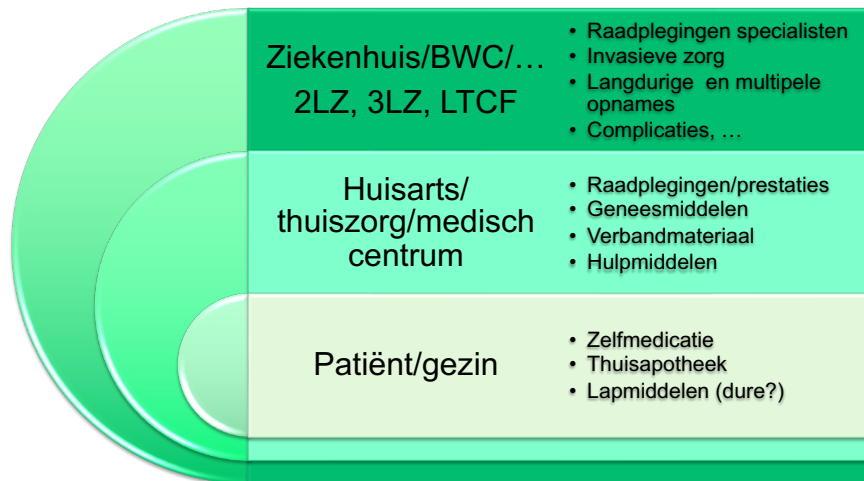 Ziekenhuis/BWC/…
2LZ, 3LZ, LTCF
• Raadplegingen specialisten
• Invasieve zorg
• Langdurige en multipele
opnames
• Complicaties, …
Huisarts/
thuiszorg/medisch
centrum
• Raadplegingen/prestaties
• Geneesmiddelen
• Verbandmateriaal
• Hulpmiddelen
Patiënt/gezin
• Zelfmedicatie
• Thuisapotheek
• Lapmiddelen (dure?)